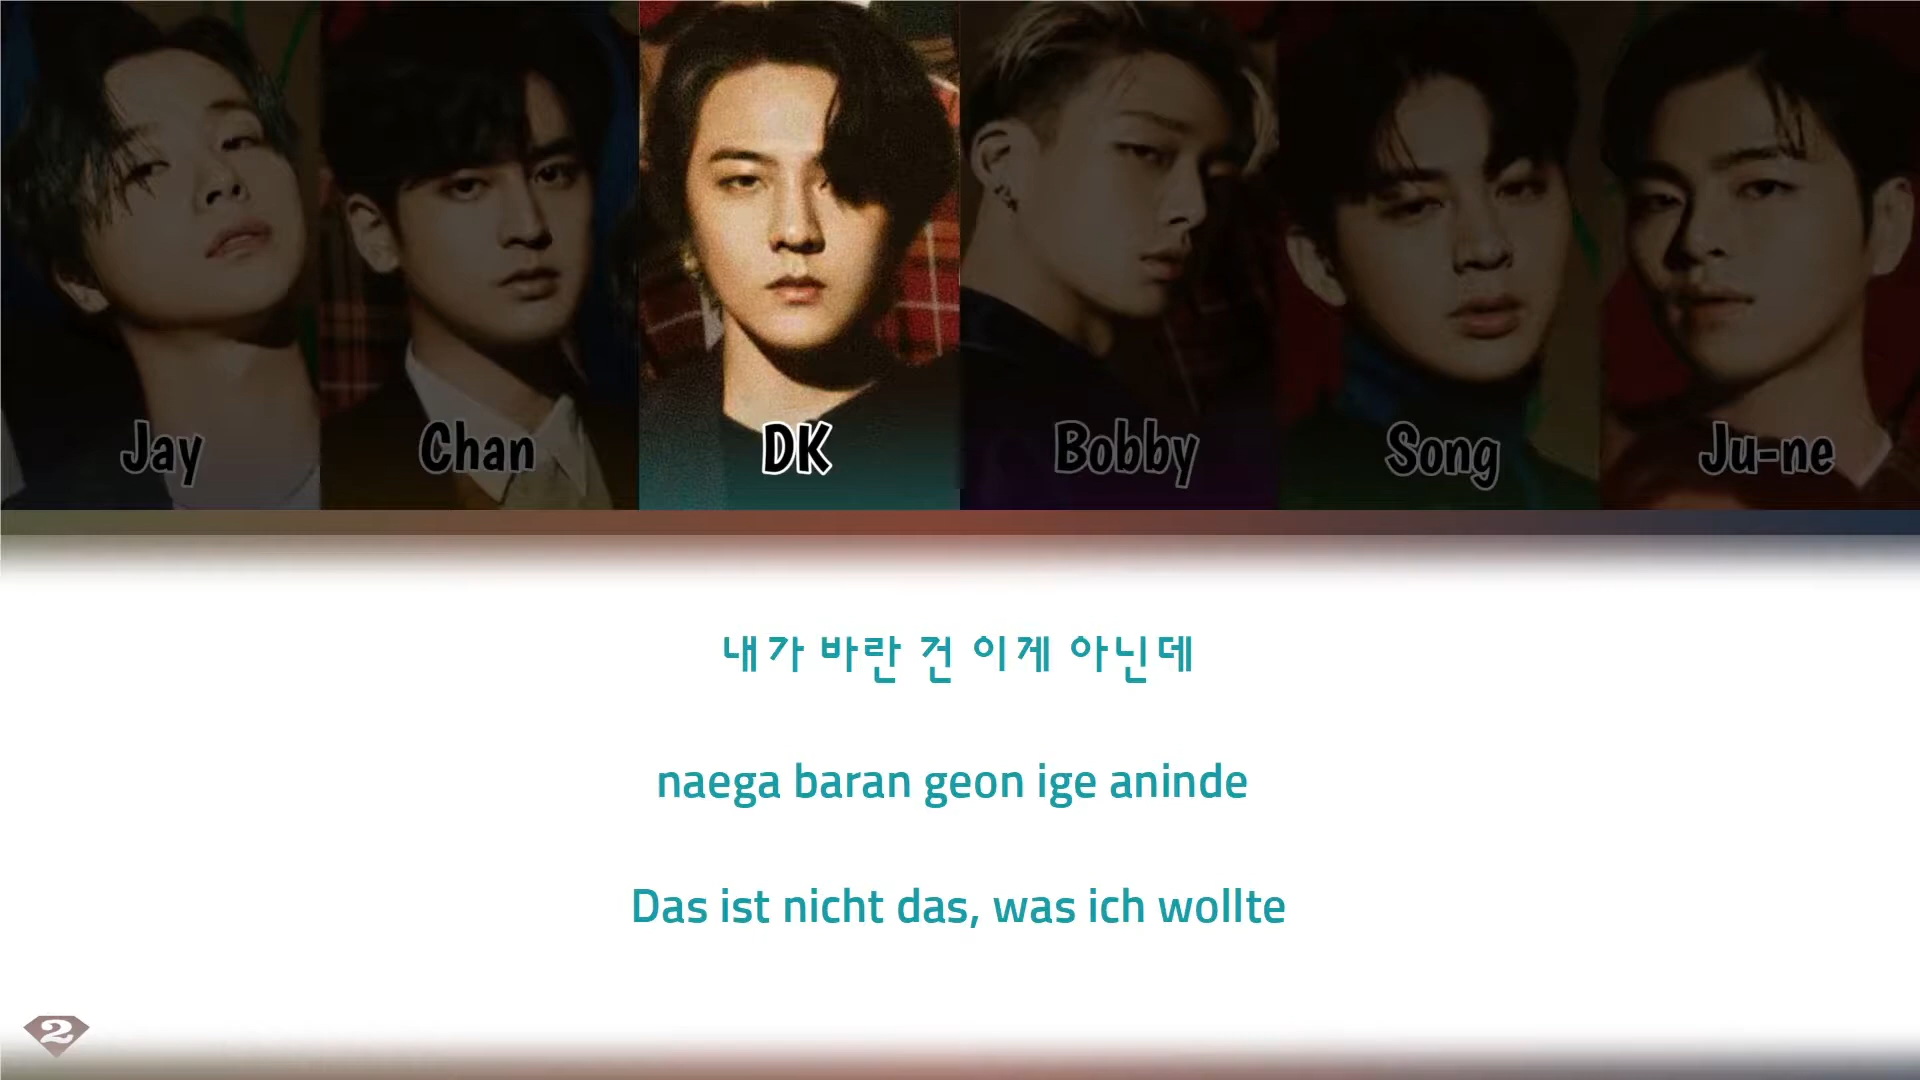 Jay Chan DK Bobby Song Ju-ne
내가 바란 건 이게 아닌데
naega baran geon ige aninde
Das ist nicht das, was ich wollte
2